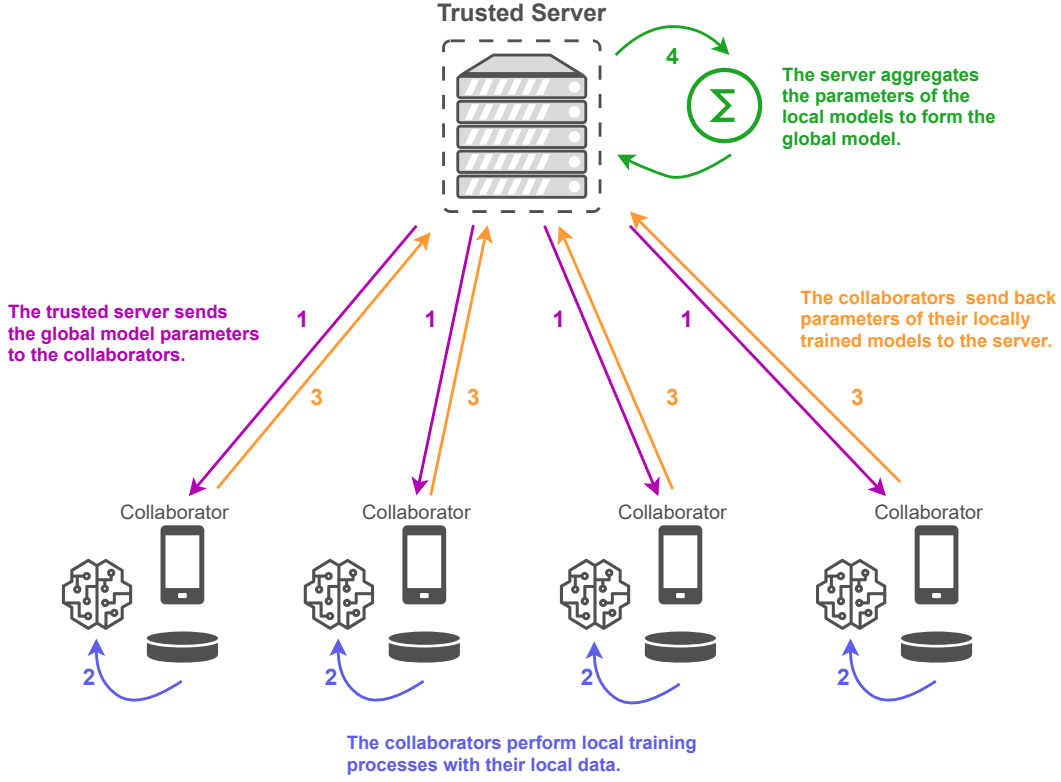 Trusted Server
4
Σ
The server aggregates
the parameters of the
local models to form the
global model.
The trusted server sends
the global model parameters
to the collaborators.
1
1
1
1
The collaborators send back
parameters of their locally
trained models to the server.
3
3
3
3
Collaborator
Collaborator
Collaborator
Collaborator
2
2
2
2
The collaborators perform local training
processes with their local data.